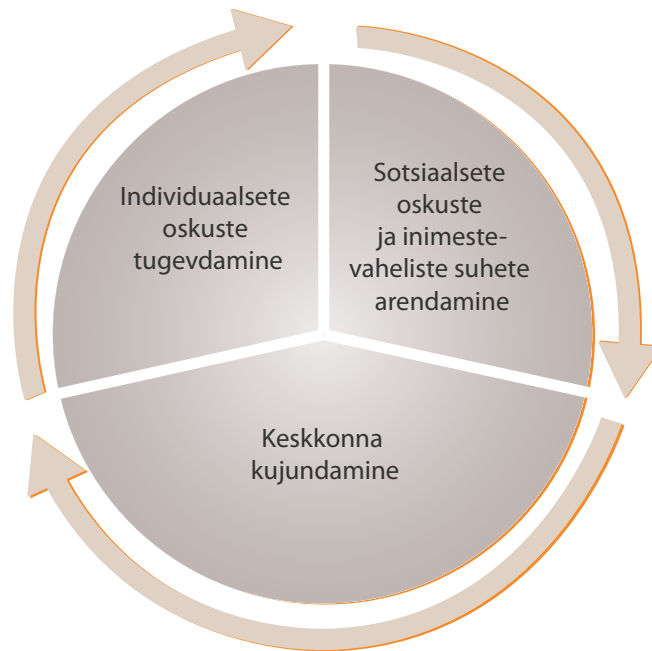 Individuaalsete
oskuste
tugevdamine
Sotsiaalsete
oskuste
ja inimeste-
vaheliste suhete
arendamine
Keskkonna
kujundamine